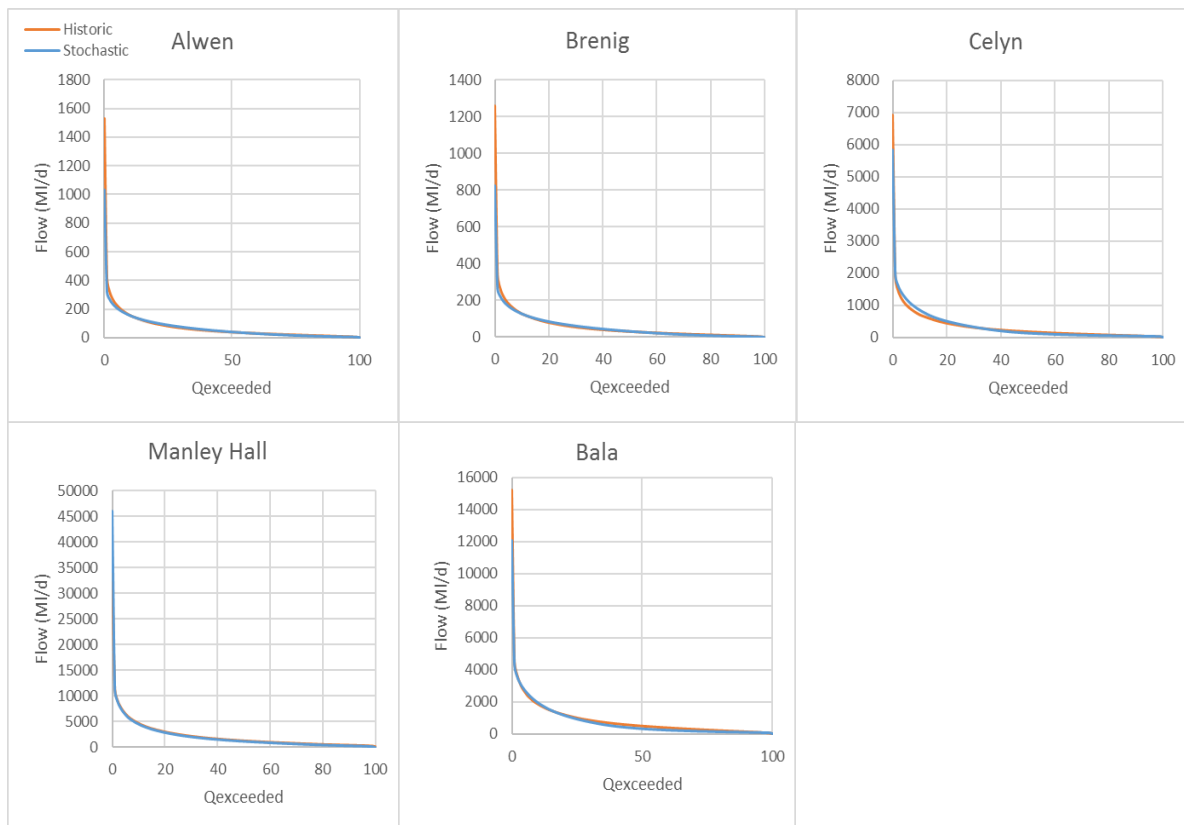 Historic
Stochastic
Alwen
Flow (Ml/d)
1800
1600
1400
1200
1000
800
600
400
200
0
0 50 100
Qexceeded
Brenig
Flow (Ml/d)
1400
1200
1000
800
600
400
200
0
0 20 40 60 80 100
Qexceeded
Celyn
Flow (Ml/d)
8000
7000
6000
5000
4000
3000
2000
1000
0
0 20 40 60 80 100
Qexceeded
Manley Hall
Flow (Ml/d)
50000
45000
40000
35000
30000
25000
20000
15000
10000
5000
0
0 20 40 60 80 100
Qexceeded
Bala
Flow (Ml/d)
16000
14000
12000
10000
8000
6000
4000
2000
0
0 50 100
Qexceeded